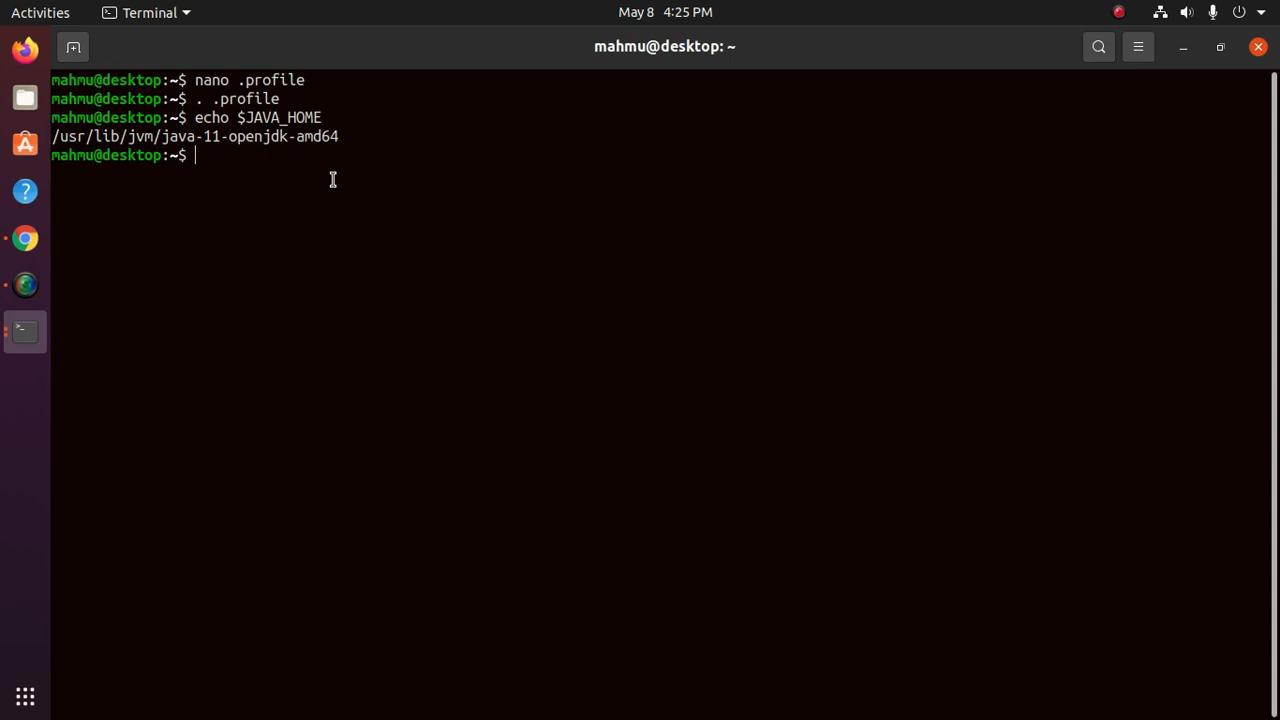 Activities
Terminal
May 8 4:25 PM
mahmu@desktop: ~
mahmu@desktop:~$ nano .profile
mahmu@desktop:~$ . .profile
mahmu@desktop:~$ echo $JAVA_HOME
/usr/lib/jvm/java-11-openjdk-amd64
mahmu@desktop:~$